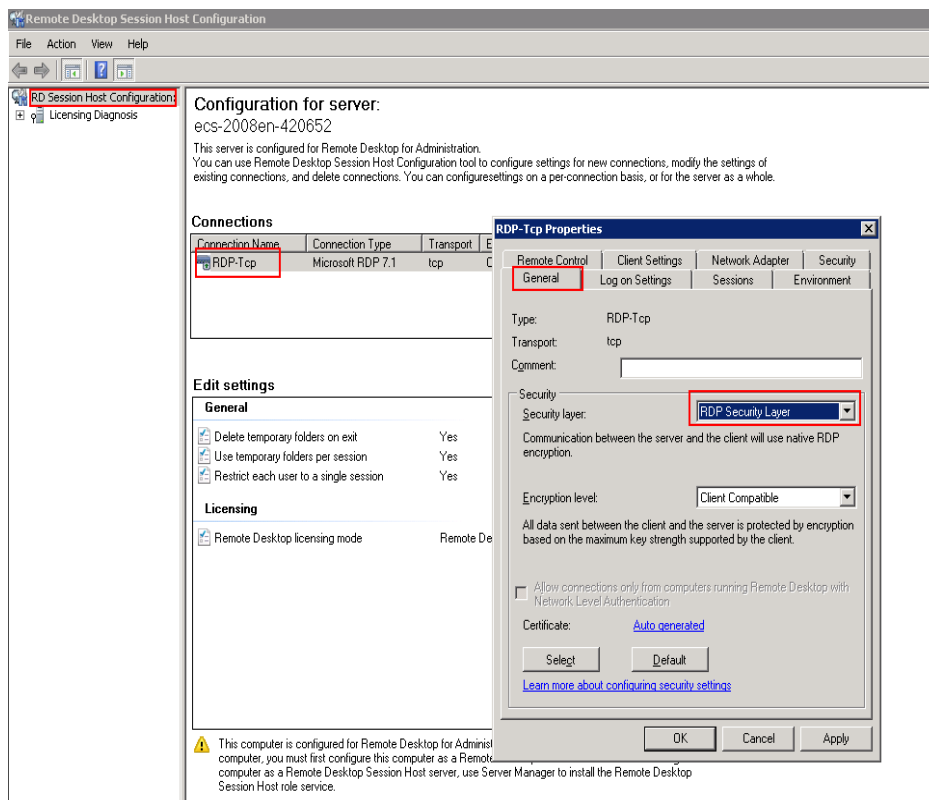 Remote Desktop Session Host Configuration
File Action View Help
RD Session Host Configuration:
Licensing Diagnosis
Configuration for server:
ecs-2008en-420652
This server is configured for Remote Desktop for Administration.
You can use Remote Desktop Session Host Configuration tool to configure settings for new connections, modify the settings of
existing connections, and delete connections. You can configuresettings on a per-connection basis, or for the server as a whole.
Connections
Connection Name Connection Type Transport E
RDP-Tcp Microsoft RDP 7.1 tcp C
Edit settings
General
Delete temporary folders on exit Yes
Use temporary folders per session Yes
Restrict each user to a single session Yes
Licensing
Remote Desktop licensing mode Remote De
This computer is configured for Remote Desktop for Adminis
computer, you must first configure this computer as a Remote
computer as a Remote Desktop Session Host server, use Server Manager to install the Remote Desktop
Session Host role service.
RDP-Tcp Properties
Remote Control Client Settings Network Adapter Security
General Log on Settings Sessions Environment
Type: RDP-Tcp
Transport: tcp
Comment:
Security
Security layer: RDP Security Layer
Communication between the server and the client will use native RDP
encryption.
Encryption level: Client Compatible
All data sent between the client and the server is protected by encryption
based on the maximum key strength supported by the client.
Allow connections only from computers running Remote Desktop with
Network Level Authentication
Certificate: Auto generated
Select Default
Learn more about configuring security settings
OK Cancel Apply